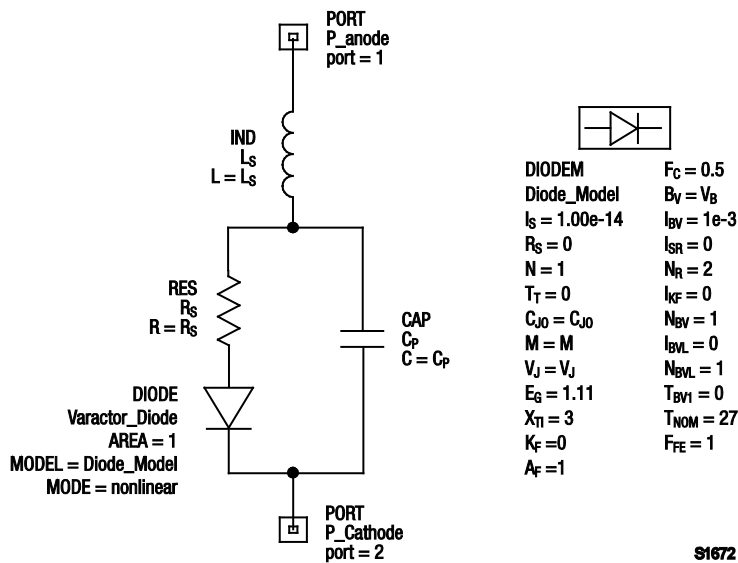 PORT
P_anode
port = 1
IND
LS
L = LS
RES
RS
R = RS
CAP
CP
C = CP
DIODE
Varactor_Diode
AREA = 1
MODEL = Diode_Model
MODE = nonlinear
PORT
P_Cathode
port = 2
DIODEM
Diode_Model
IS = 1.00e-14
RS = 0
N = 1
TT = 0
CJO = CJO
M = M
VJ = VJ
EG = 1.11
XTI = 3
KF =0
AF =1
FC = 0.5
BV = VB
IBV = 1e-3
ISR = 0
NR = 2
IKF = 0
NBV = 1
IBVL = 0
NBVL = 1
TBV1 = 0
TNOM = 27
FFE = 1
S1672